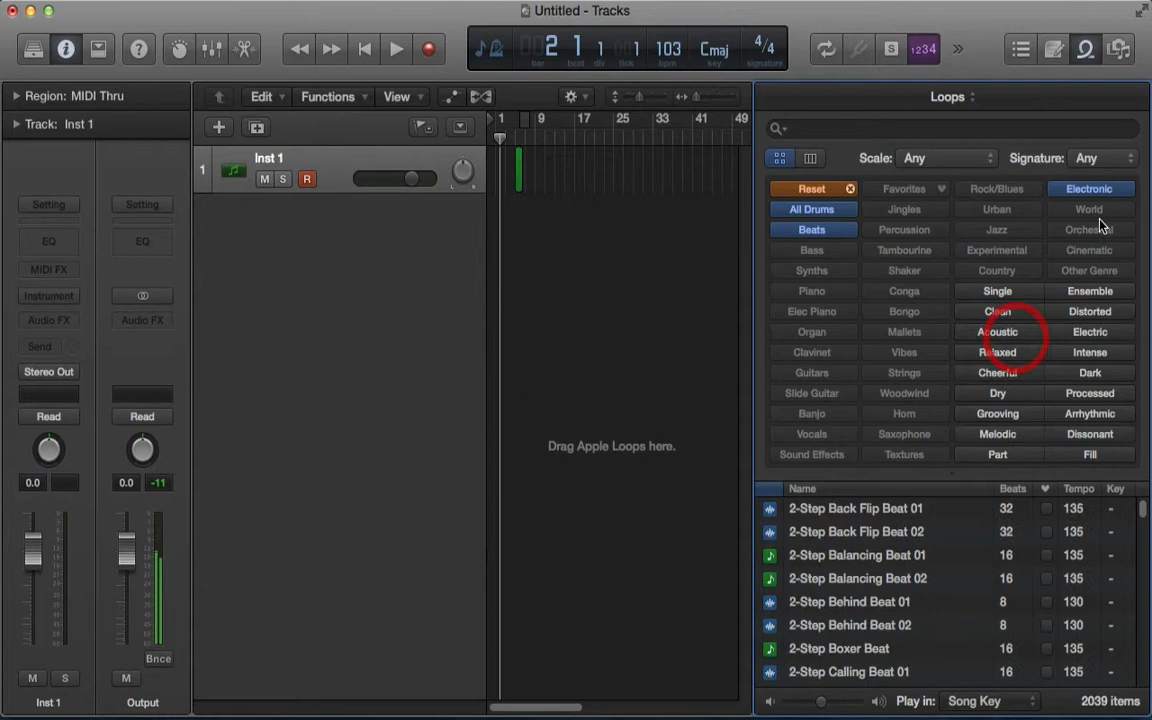 Untitled - Tracks
2 1 1 1 103 Cmaj 4/4
bar beat div tick bpm key signature
S 1234
Region: MIDI Thru
Edit Functions View
Loops
Track: Inst 1
1 9 17 25 33 41 49
Scale: Any Signature: Any
1 Inst 1
M S R
L R
Reset Favorites Rock/Blues Electronic
All Drums Jingles Urban World
Beats Percussion Jazz
Bass Tambourine Experimental Cinematic
Synths Shaker Country Other Genre
Piano Conga Single Ensemble
Elec Piano Bongo Clean Distorted
Organ Mallets Acoustic Electric
Clavinet Vibes Relaxed Intense
Guitars Strings Cheerful Dark
Slide Guitar Woodwind Dry Processed
Banjo Horn Grooving Arrhythmic
Vocals Saxophone Melodic Dissonant
Sound Effects Textures Part Fill
Setting Setting
EQ EQ
MIDI FX
Instrument
Audio FX Audio FX
Send
Stereo Out
Read Read
0.0 0.0 -11
Bnce
M S M
Inst 1 Output
Drag Apple Loops here.
Name Beats Tempo Key
2-Step Back Flip Beat 01 32 135 -
2-Step Back Flip Beat 02 32 135 -
2-Step Balancing Beat 01 16 135 -
2-Step Balancing Beat 02 16 135 -
2-Step Behind Beat 01 8 130 -
2-Step Behind Beat 02 8 130 -
2-Step Boxer Beat 16 135 -
2-Step Calling Beat 01 16 135 -
Play in: Song Key 2039 items